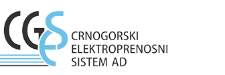 CGES
CRNOGORSKI
ELEKTROPRENOSNI
SISTEM AD